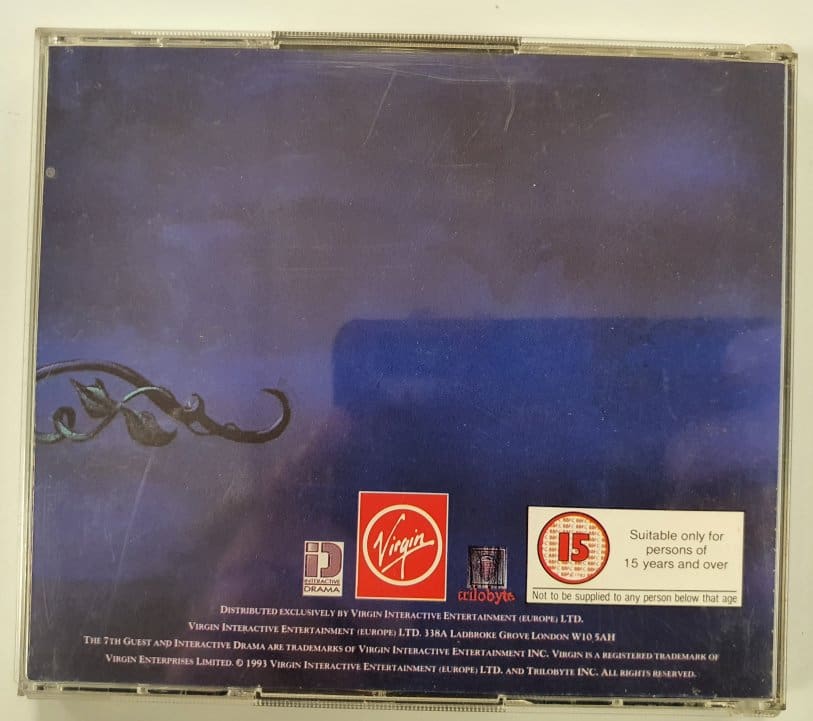 iD
INTERACTIVE
DRAMA
Virgin
trilobyte
15
Suitable only for
persons of
15 years and over
Not to be supplied to any person below that age
DISTRIBUTED EXCLUSIVELY BY VIRGIN INTERACTIVE ENTERTAINMENT (EUROPE) LTD.
VIRGIN INTERACTIVE ENTERTAINMENT (EUROPE) LTD. 338A LADBROKE GROVE LONDON W10 5AH
THE 7TH GUEST AND INTERACTIVE DRAMA ARE TRADEMARKS OF VIRGIN INTERACTIVE ENTERTAINMENT INC. VIRGIN IS A REGISTERED TRADEMARK OF
VIRGIN ENTERPRISES LIMITED. © 1993 VIRGIN INTERACTIVE ENTERTAINMENT (EUROPE) LTD. AND TRILOBYTE INC. ALL RIGHTS RESERVED.